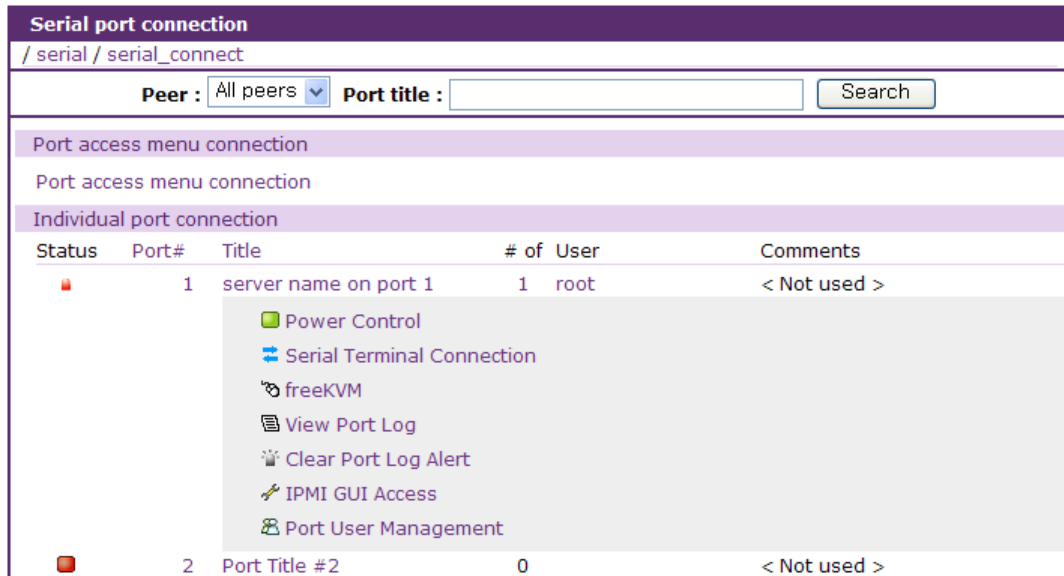 Serial port connection
/ serial / serial_connect
Peer : All peers Port title : Search
Port access menu connection
Port access menu connection
Individual port connection
Status Port# Title # of User Comments
1 server name on port 1 1 root < Not used >
Power Control
Serial Terminal Connection
freeKVM
View Port Log
Clear Port Log Alert
IPMI GUI Access
Port User Management
2 Port Title #2 0 < Not used >